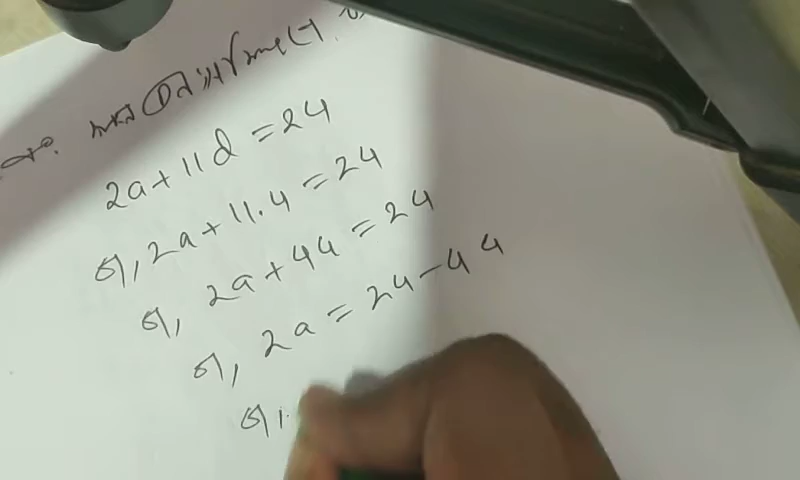 2a + 11d = 24
বা, 2a + 11.4 = 24
বা, 2a + 44 = 24
বা, 2a = 24 - 44
বা,